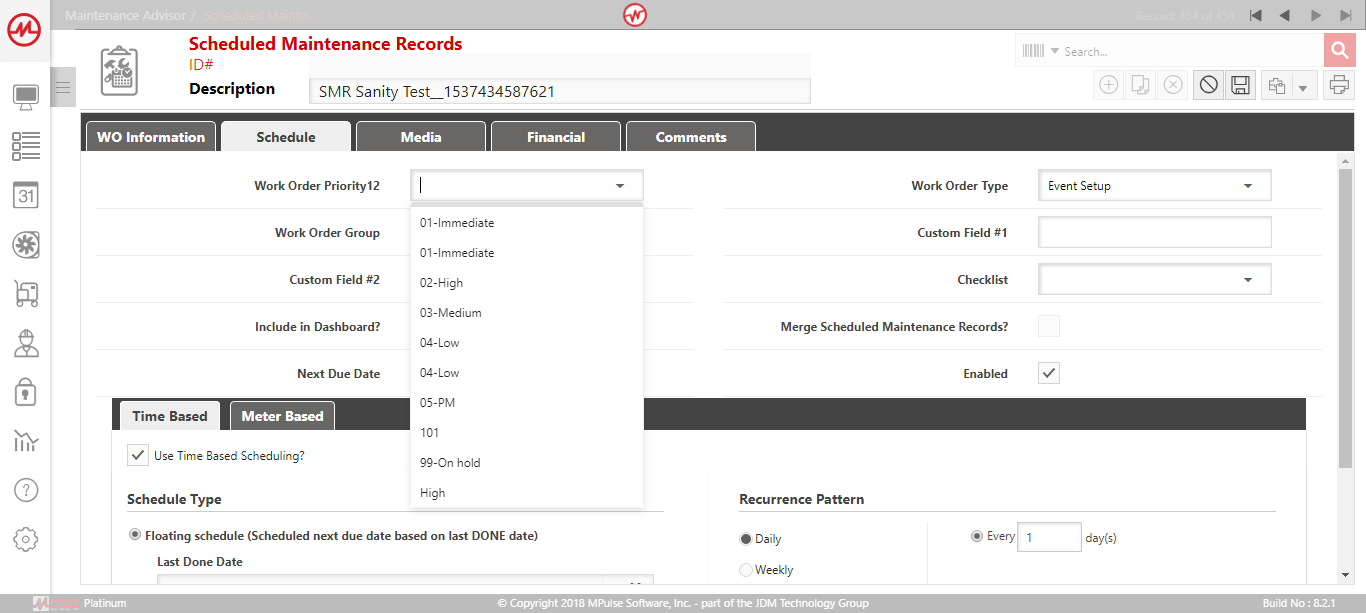 Maintenance Advisor / Scheduled Mainte...
Record: 454 of 454
Scheduled Maintenance Records
ID#
Description
SMR Sanity Test__1537434587621
Search...
WO Information
Schedule
Media
Financial
Comments
Work Order Priority12
Work Order Type
Event Setup
01-Immediate
Work Order Group
Custom Field #1
01-Immediate
Custom Field #2
02-High
Checklist
03-Medium
Include in Dashboard?
Merge Scheduled Maintenance Records?
04-Low
Next Due Date
04-Low
Enabled
05-PM
Time Based
Meter Based
101
Use Time Based Scheduling?
99-On hold
High
Schedule Type
Recurrence Pattern
Floating schedule (Scheduled next due date based on last DONE date)
Daily
Every 1 day(s)
Last Done Date
Weekly
31
?
Platinum
© Copyright 2018 MPulse Software, Inc. - part of the JDM Technology Group
Build No : 8.2.1